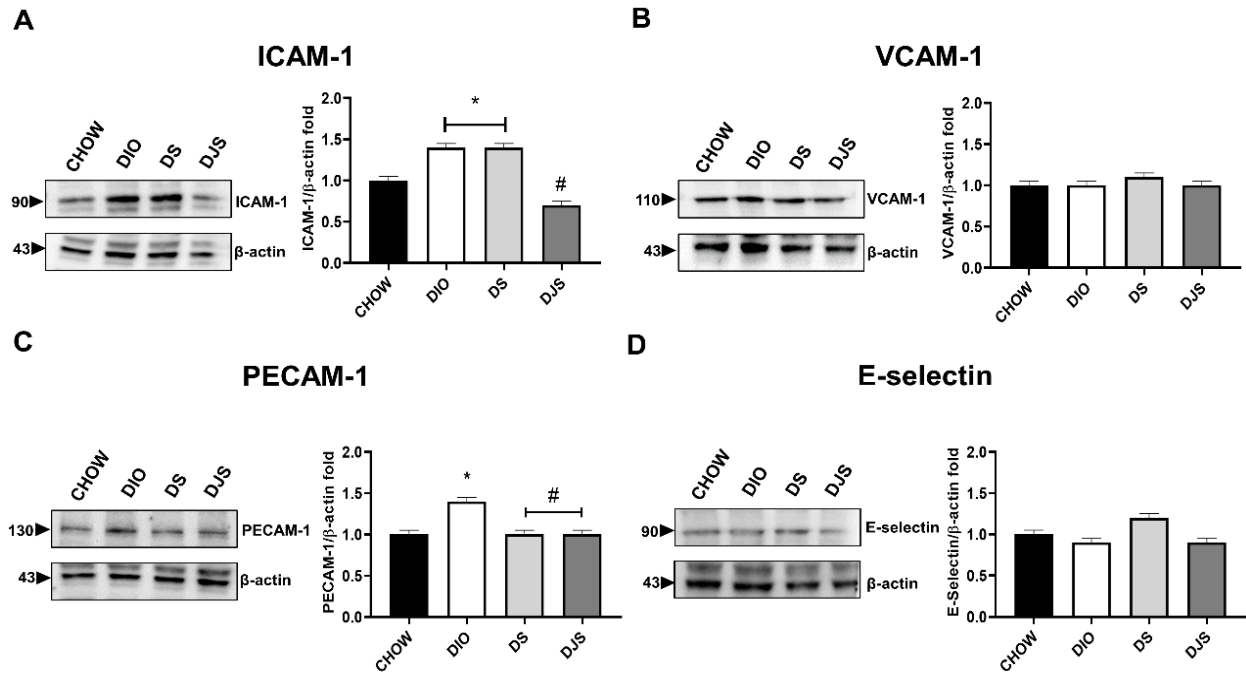 A
ICAM-1
CHOW DIO DS DJS
90 ICAM-1
43 β-actin
ICAM-1/β-actin fold
2.0
1.5
1.0
0.5
0.0
*
#
CHOW DIO DS DJS
B
VCAM-1
CHOW DIO DS DJS
110 VCAM-1
43 β-actin
VCAM-1/β-actin fold
2.0
1.5
1.0
0.5
0.0
CHOW DIO DS DJS
C
PECAM-1
CHOW DIO DS DJS
130 PECAM-1
43 β-actin
PECAM-1/β-actin fold
2.0
1.5
1.0
0.5
0.0
*
#
CHOW DIO DS DJS
D
E-selectin
CHOW DIO DS DJS
90 E-selectin
43 β-actin
E-Selectin/β-actin fold
2.0
1.5
1.0
0.5
0.0
CHOW DIO DS DJS